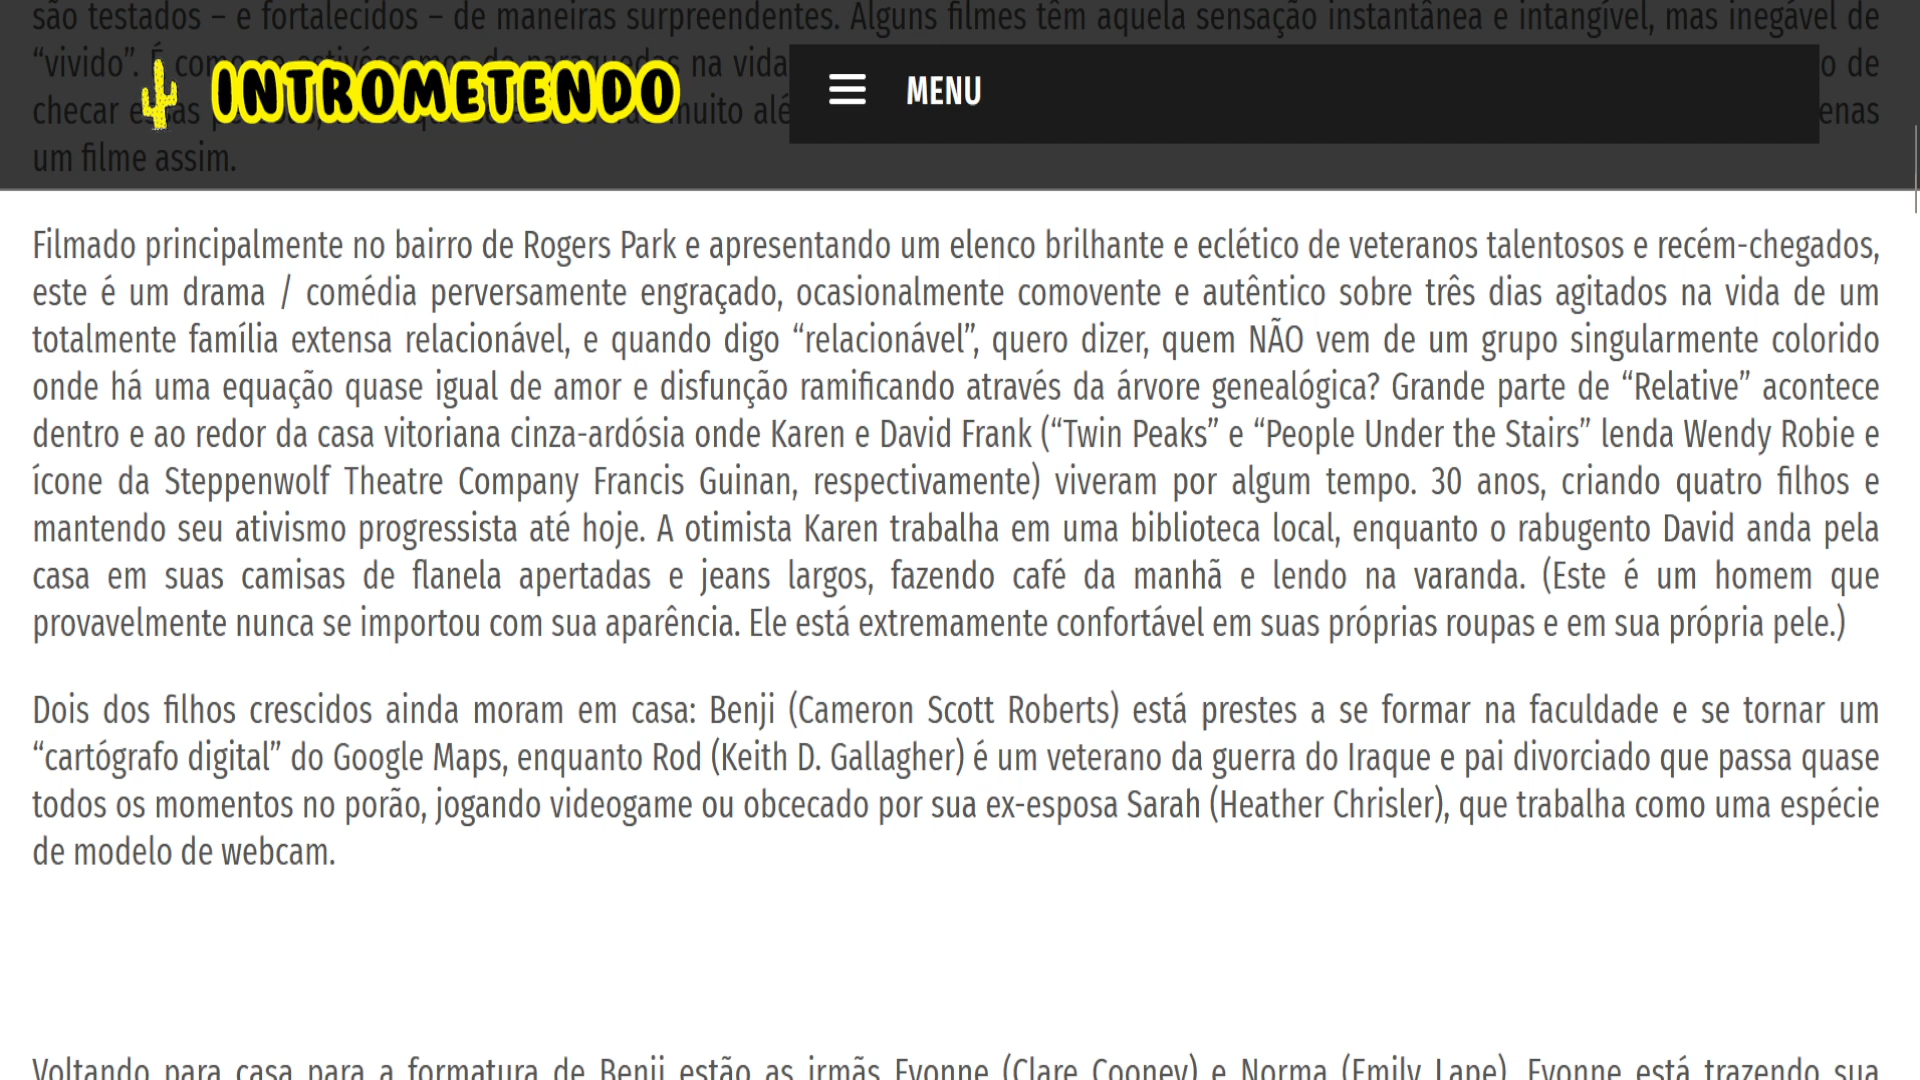 são testados – e fortalecidos – de maneiras surpreendentes. Alguns filmes têm aquela sensação instantânea e intangível, mas inegável de
“vivido”. É como se estivéssemos de paraquedas na vida o de
checar essas muito alé enas
um filme assim.
INTROMETENDO
MENU
Filmado principalmente no bairro de Rogers Park e apresentando um elenco brilhante e eclético de veteranos talentosos e recém-chegados,
este é um drama / comédia perversamente engraçado, ocasionalmente comovente e autêntico sobre três dias agitados na vida de um
totalmente família extensa relacionável, e quando digo “relacionável”, quero dizer, quem NÃO vem de um grupo singularmente colorido
onde há uma equação quase igual de amor e disfunção ramificando através da árvore genealógica? Grande parte de “Relative” acontece
dentro e ao redor da casa vitoriana cinza-ardósia onde Karen e David Frank (“Twin Peaks” e “People Under the Stairs” lenda Wendy Robie e
ícone da Steppenwolf Theatre Company Francis Guinan, respectivamente) viveram por algum tempo. 30 anos, criando quatro filhos e
mantendo seu ativismo progressista até hoje. A otimista Karen trabalha em uma biblioteca local, enquanto o rabugento David anda pela
casa em suas camisas de flanela apertadas e jeans largos, fazendo café da manhã e lendo na varanda. (Este é um homem que
provavelmente nunca se importou com sua aparência. Ele está extremamente confortável em suas próprias roupas e em sua própria pele.)
Dois dos filhos crescidos ainda moram em casa: Benji (Cameron Scott Roberts) está prestes a se formar na faculdade e se tornar um
“cartógrafo digital” do Google Maps, enquanto Rod (Keith D. Gallagher) é um veterano da guerra do Iraque e pai divorciado que passa quase
todos os momentos no porão, jogando videogame ou obcecado por sua ex-esposa Sarah (Heather Chrisler), que trabalha como uma espécie
de modelo de webcam.
Voltando para casa para a formatura de Benji estão as irmãs Evonne (Clare Cooney) e Norma (Emily Lape). Evonne está trazendo sua